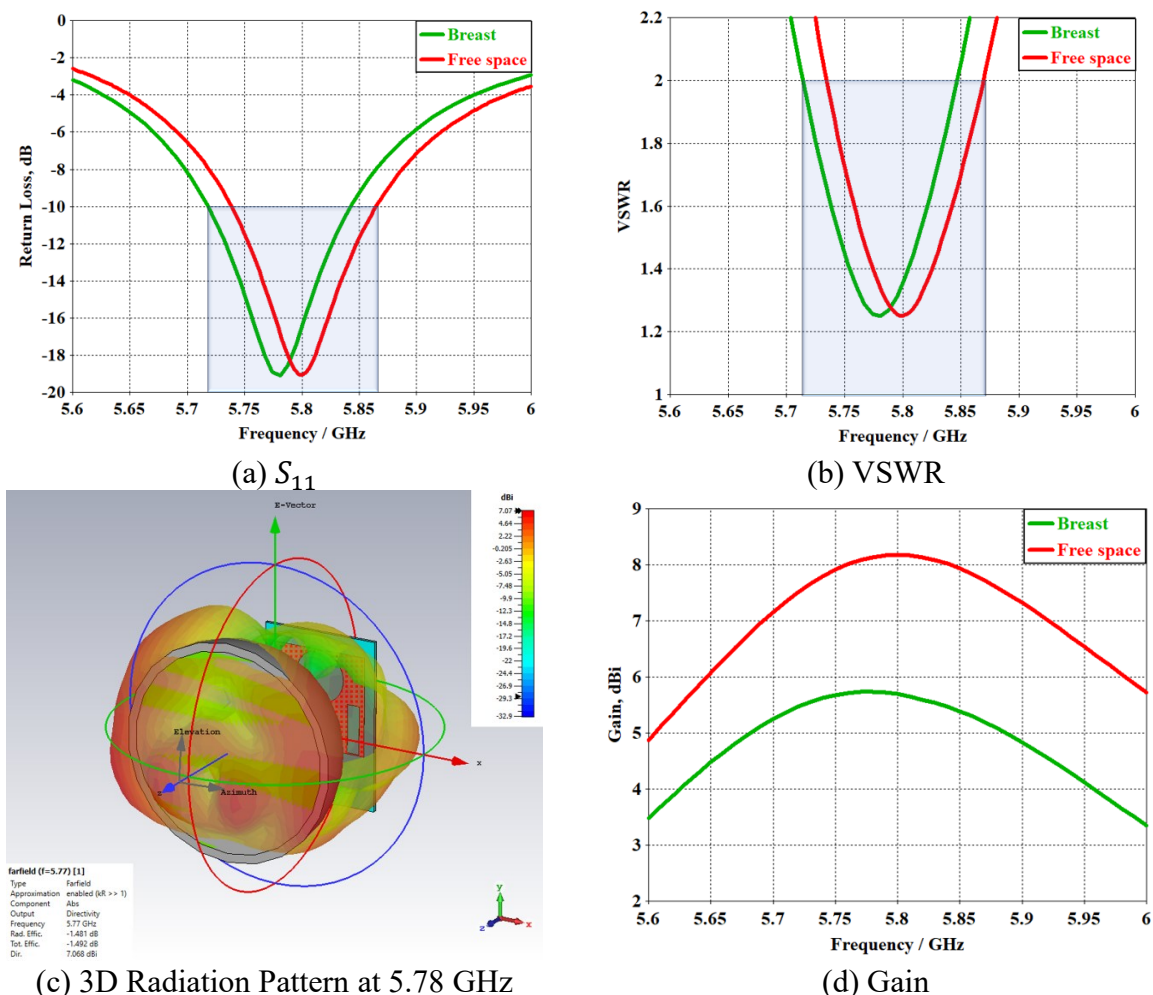 0
-2
-4
-6
-8
-10
-12
-14
-16
-18
-20
Return Loss, dB
Breast
Free space
5.6 5.65 5.7 5.75 5.8 5.85 5.9 5.95 6
Frequency / GHz
(a) S11
2.2
2
1.8
1.6
1.4
1.2
1
VSWR
Breast
Free space
5.6 5.65 5.7 5.75 5.8 5.85 5.9 5.95 6
Frequency / GHz
(b) VSWR
E-Vector
Elevation
Azimuth
z
x
dBi
7.07
4.64
2.22
-0.205
-2.63
-5.05
-7.48
-9.9
-12.3
-14.8
-17.2
-19.6
-22
-24.4
-26.9
-29.3
-32.9
farfield (f=5.77) [1]
Type Farfield
Approximation enabled (kR >> 1)
Component Abs
Output Directivity
Frequency 5.77 GHz
Rad. Effic. -1.481 dB
Tot. Effic. -1.492 dB
Dir. 7.068 dBi
y
z
x
(c) 3D Radiation Pattern at 5.78 GHz
9
8
7
6
5
4
3
2
Gain, dBi
Breast
Free space
5.6 5.65 5.7 5.75 5.8 5.85 5.9 5.95 6
Frequency / GHz
(d) Gain